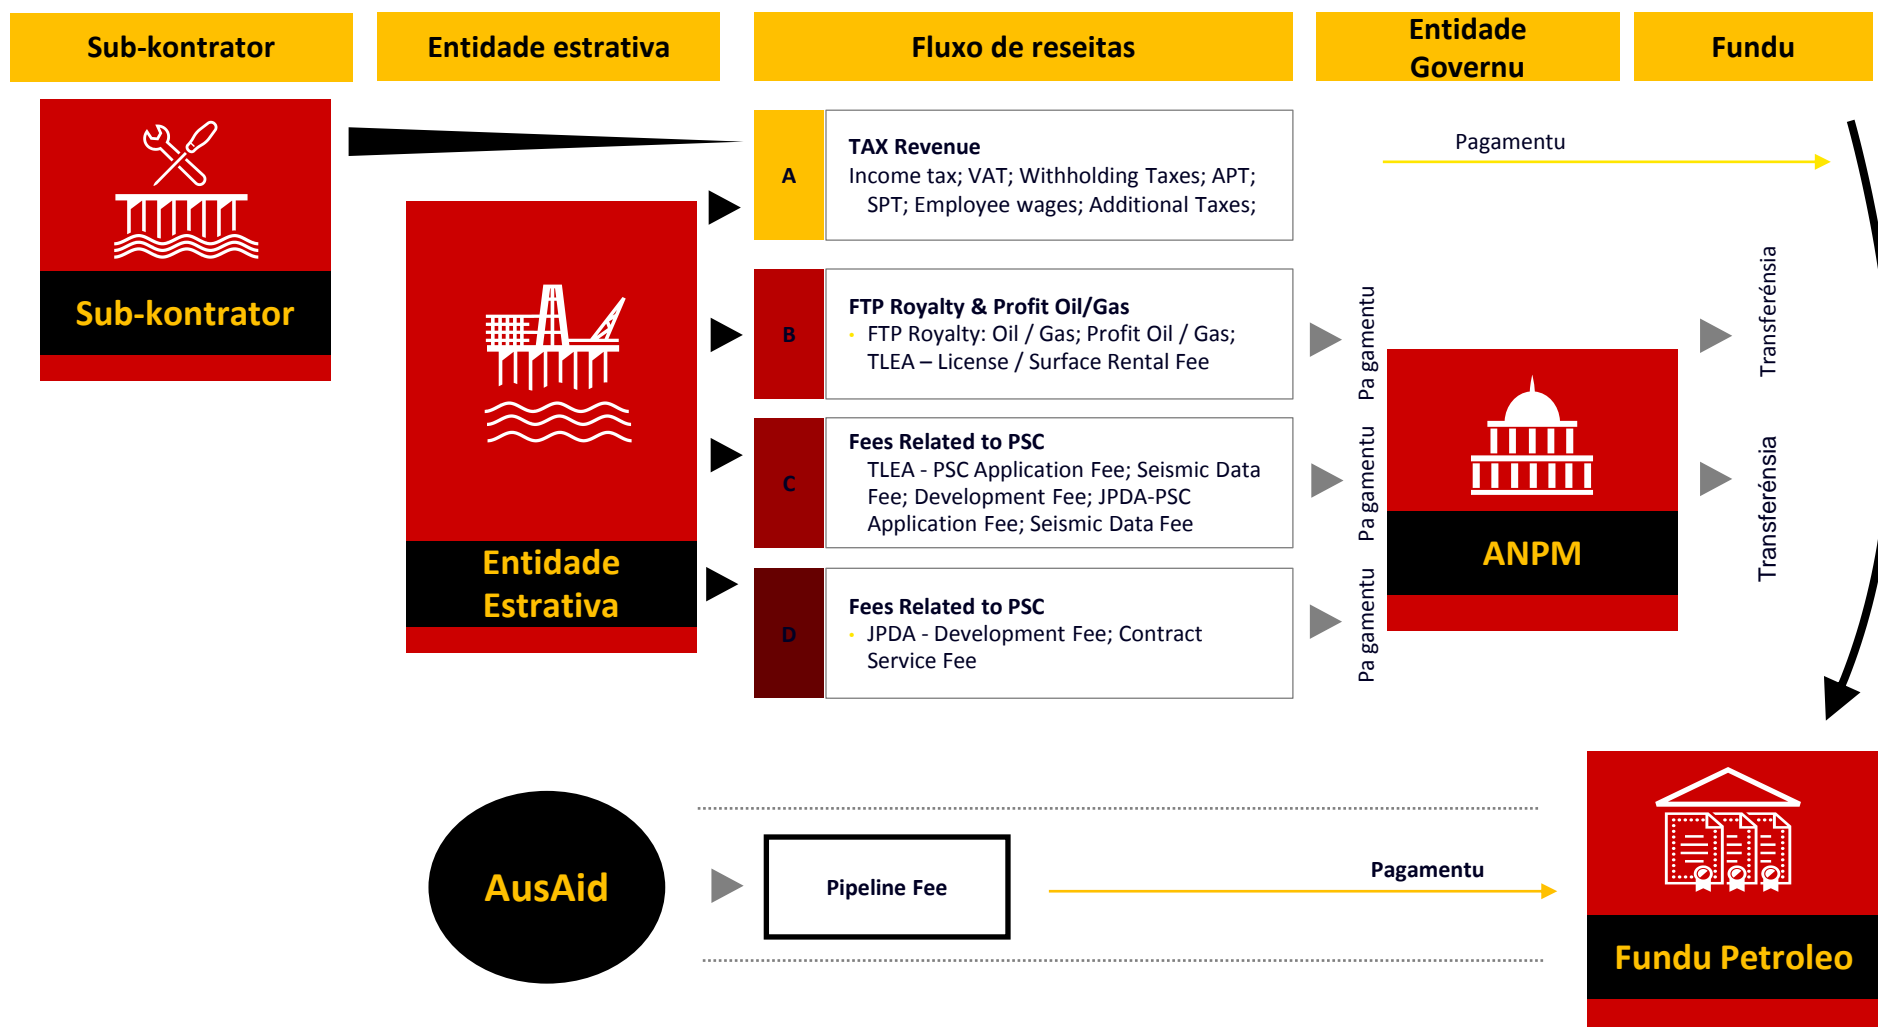 Sub-kontrator
Entidade estrativa
Fluxo de reseitas
Entidade
Governu
Fundu
Sub-kontrator
Entidade
Estrativa
A
TAX Revenue
Income tax; VAT; Withholding Taxes; APT;
SPT; Employee wages; Additional Taxes;
Pagamentu
B
FTP Royalty & Profit Oil/Gas
· FTP Royalty: Oil / Gas; Profit Oil / Gas;
TLEA – License / Surface Rental Fee
Pa gamentu
Transferénsia
C
Fees Related to PSC
TLEA - PSC Application Fee; Seismic Data
Fee; Development Fee; JPDA-PSC
Application Fee; Seismic Data Fee
Pa gamentu
ANPM
Transferénsia
D
Fees Related to PSC
· JPDA - Development Fee; Contract
Service Fee
Pa gamentu
AusAid
Pipeline Fee
Pagamentu
Fundu Petroleo